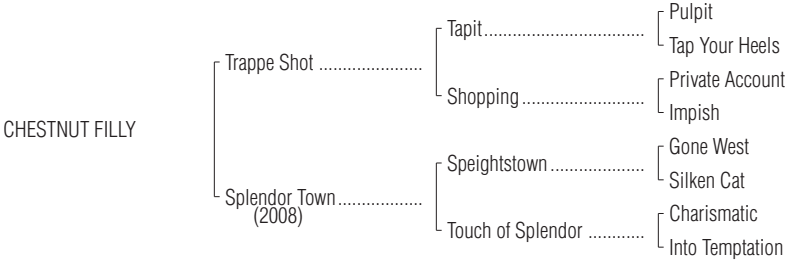 Pulpit
Tapit..................................
Tap Your Heels
Trappe Shot ......................
Private Account
Shopping..........................
Impish
CHESTNUT FILLY
Gone West
Speightstown ....................
Silken Cat
Splendor Town..................
(2008)
Charismatic
Touch of Splendor ............
Into Temptation